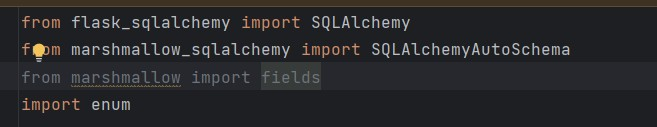 from flask_sqlalchemy import SQLAlchemy
from marshmallow_sqlalchemy import SQLAlchemyAutoSchema
from marshmallow import fields
import enum